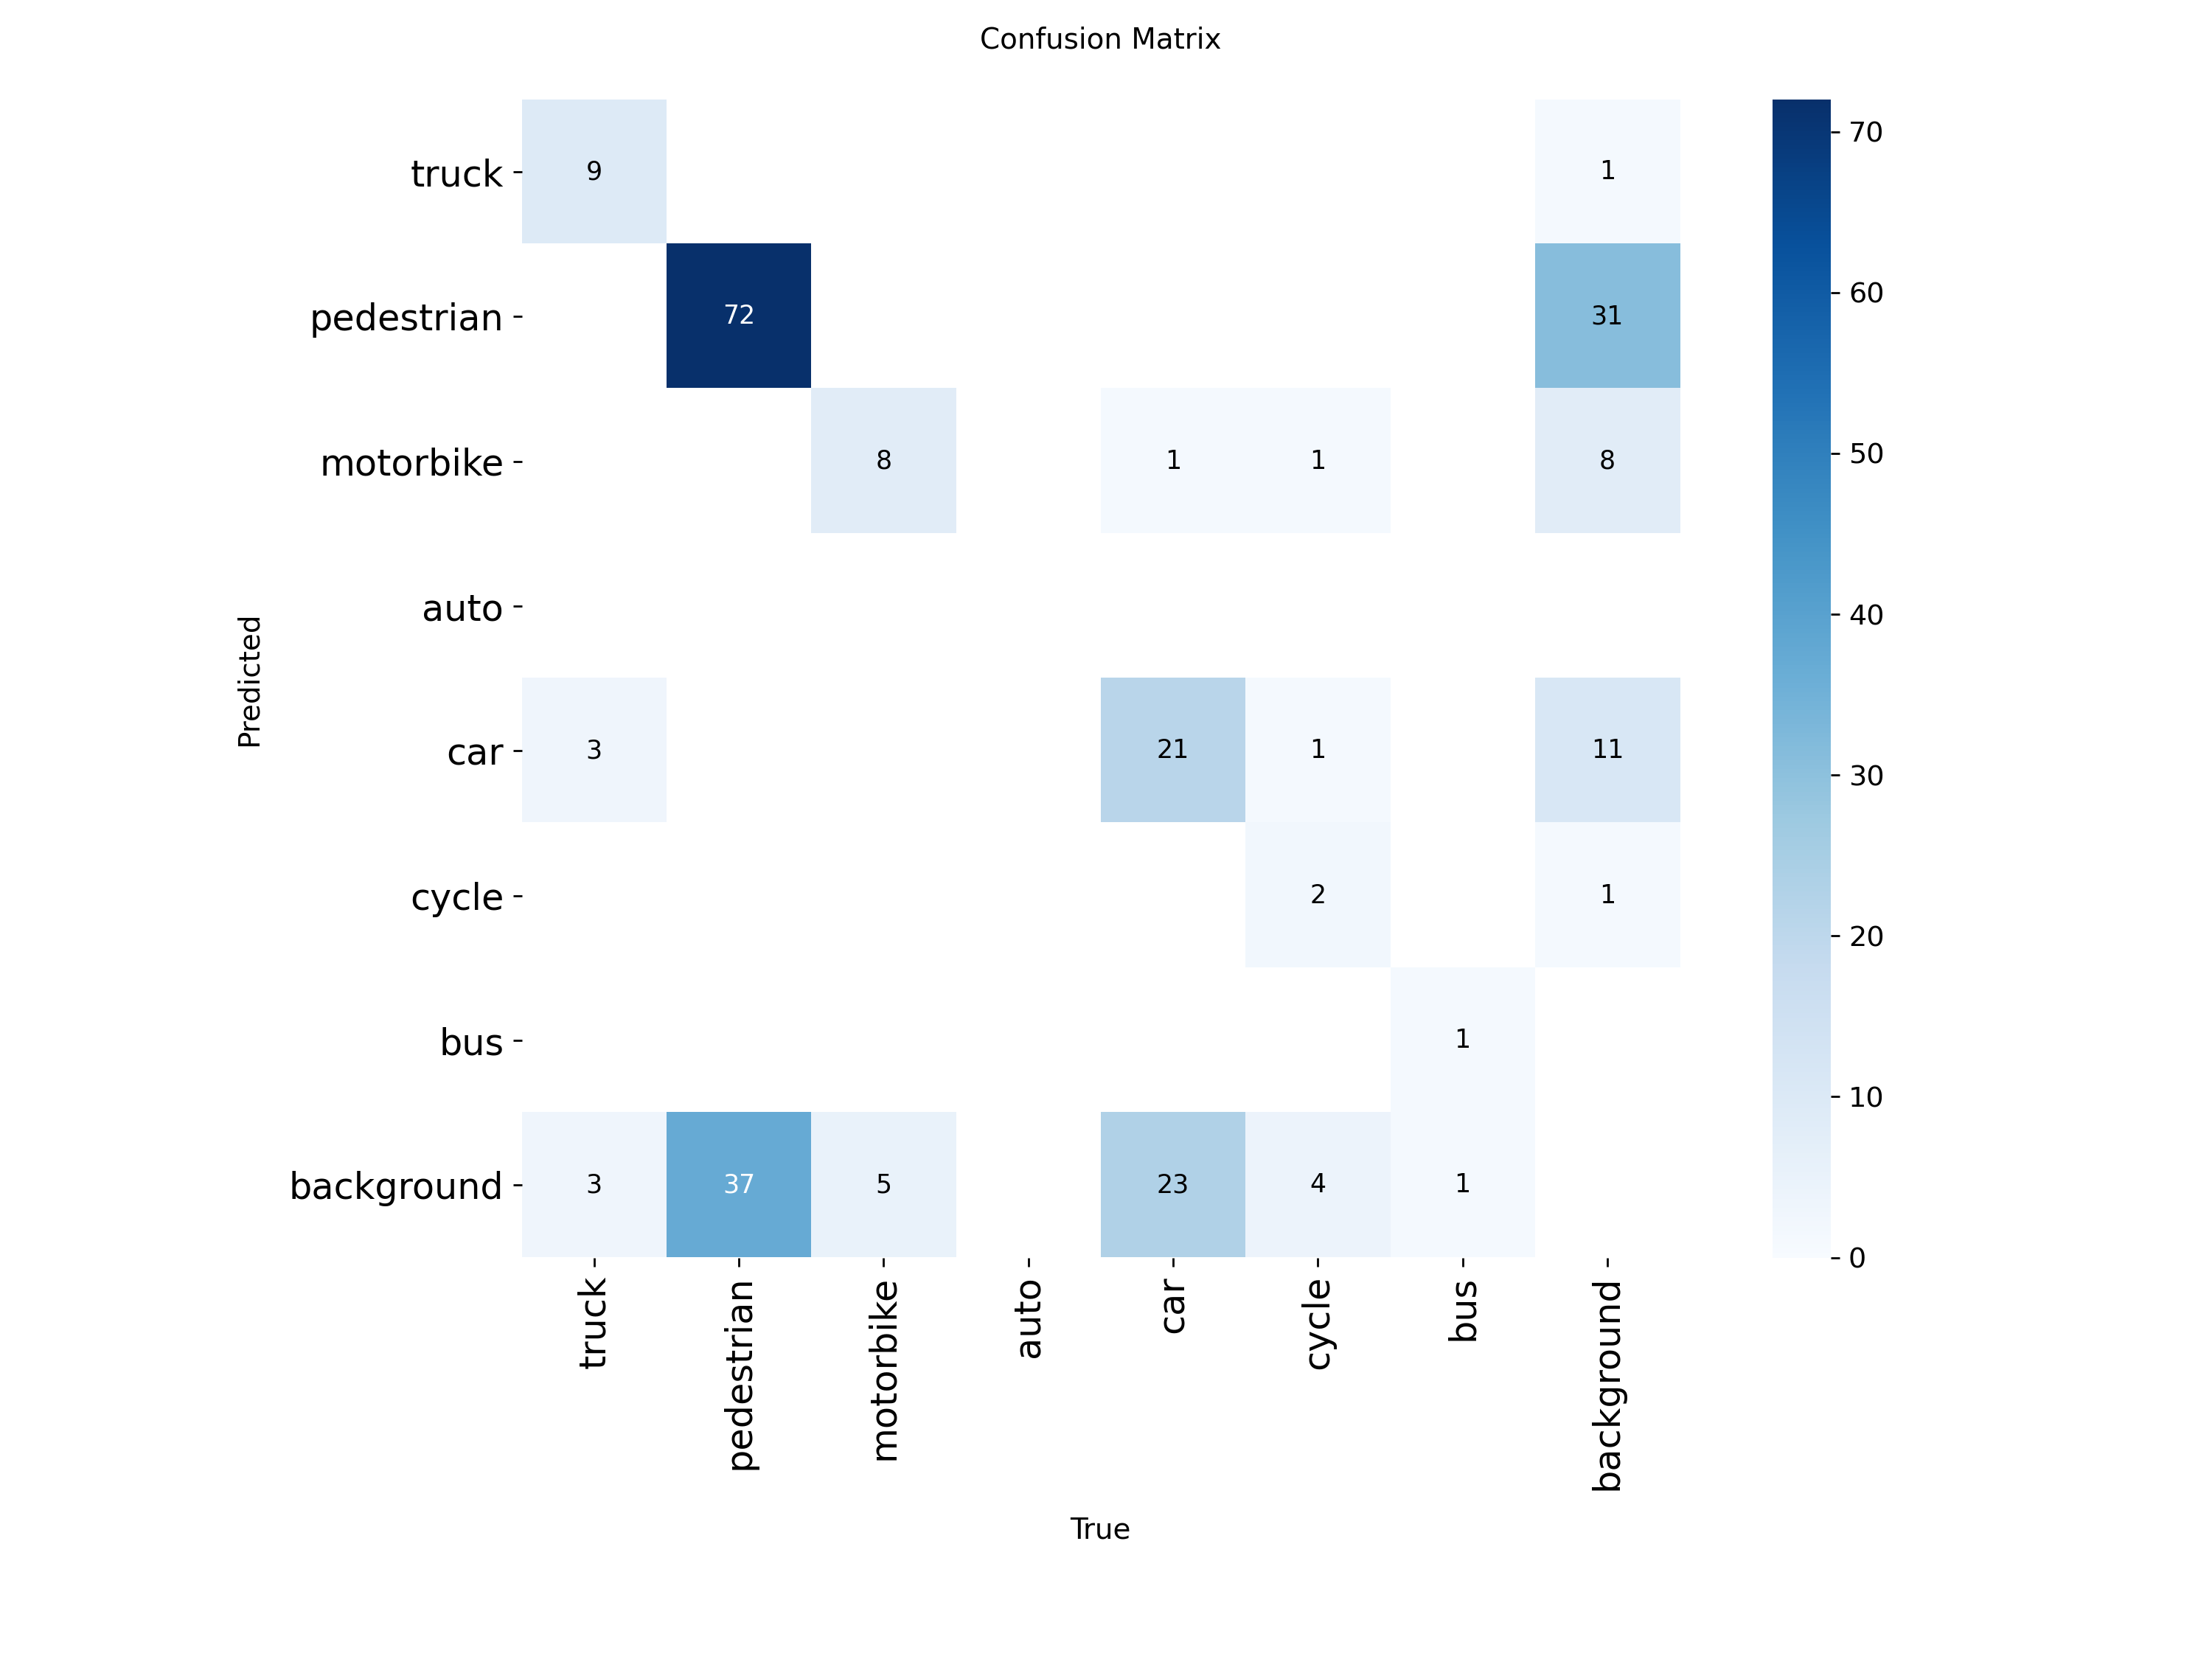 Confusion Matrix
truck 9 1 70
pedestrian 72 31 60
motorbike 8 1 1 8 50
auto 40
Predicted
car 3 21 1 11 30
cycle 2 1 20
bus 1 10
background 3 37 5 23 4 1 0
truck pedestrian motorbike auto car cycle bus background
True